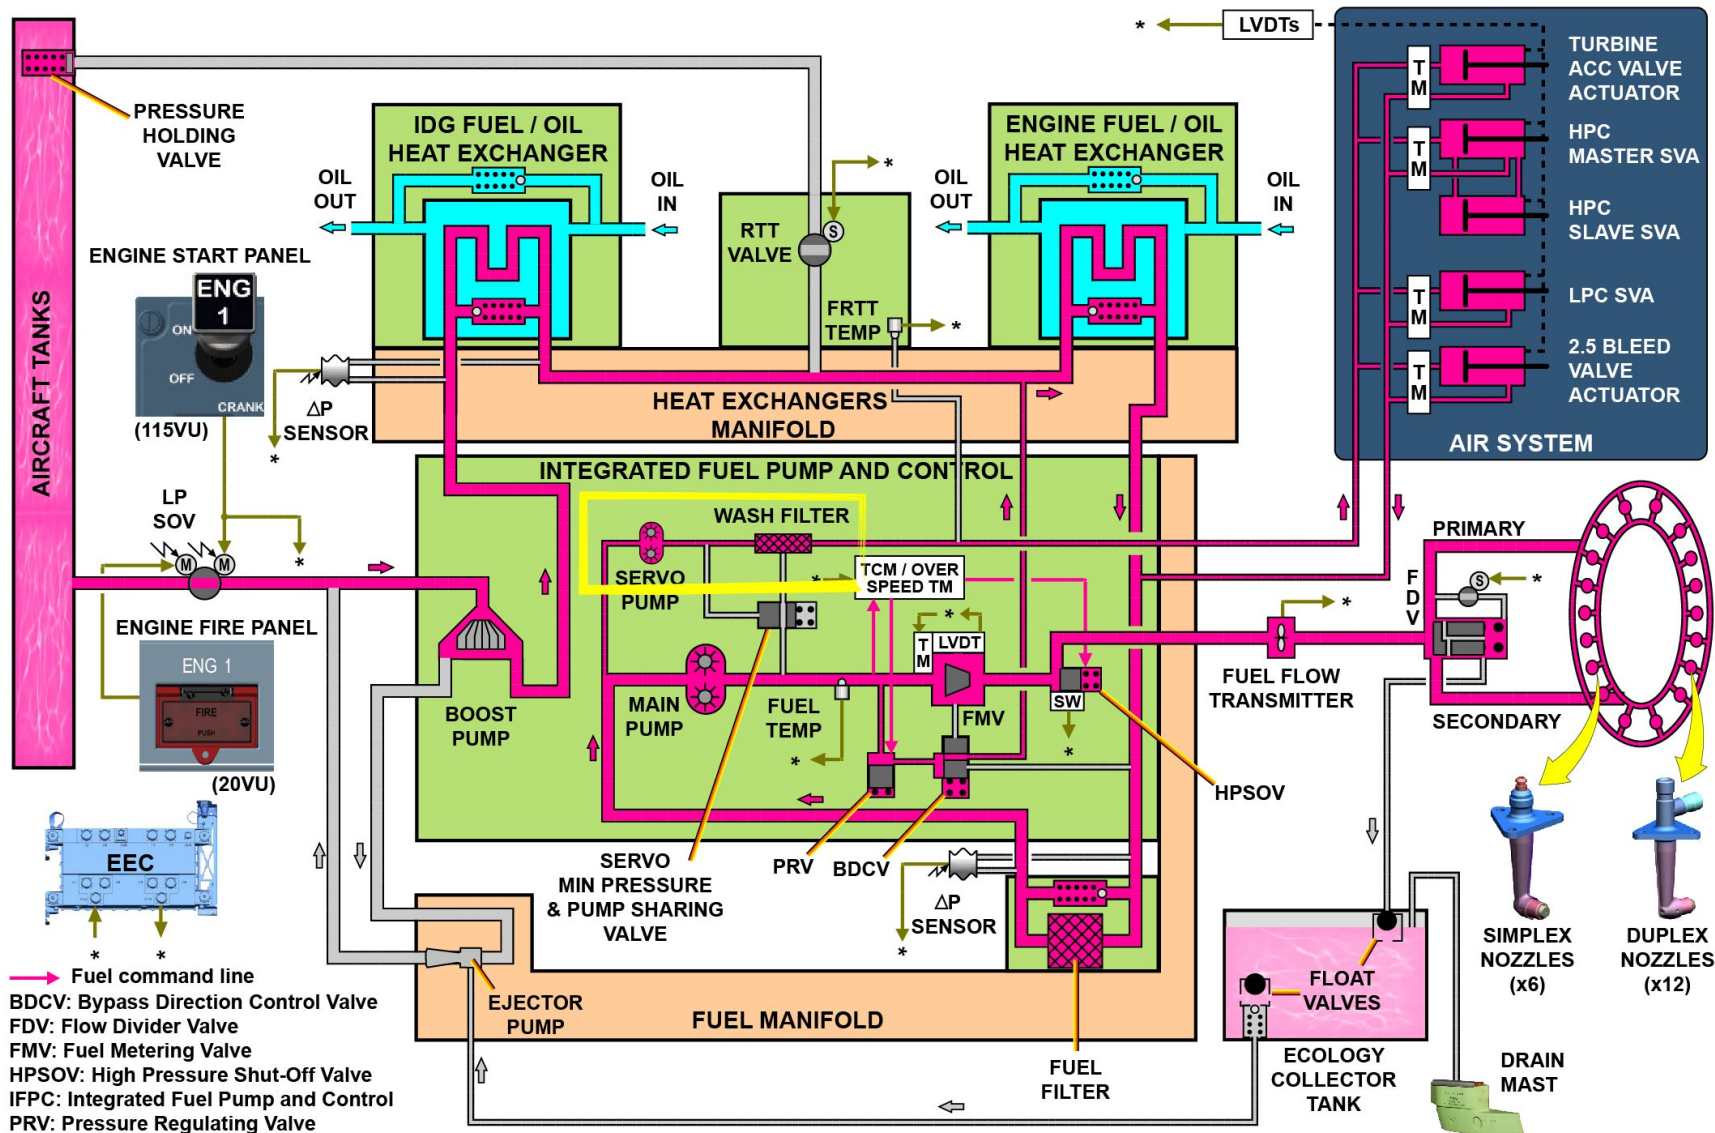 LVDTs
TURBINE
ACC VALVE
ACTUATOR
TM
HPC
MASTER SVA
TM
HPC
SLAVE SVA
LPC SVA
TM
2.5 BLEED
VALVE
ACTUATOR
TM
AIR SYSTEM
PRESSURE
HOLDING
VALVE
IDG FUEL / OIL
HEAT EXCHANGER
OIL
OUT
OIL
IN
RTT
VALVE
S
FRTT
TEMP
ENGINE FUEL / OIL
HEAT EXCHANGER
OIL
OUT
OIL
IN
AIRCRAFT TANKS
ENGINE START PANEL
ENG
1
ON
OFF
CRANK
(115VU)
ΔP
SENSOR
HEAT EXCHANGERS
MANIFOLD
LP
SOV
M
M
ENGINE FIRE PANEL
ENG 1
FIRE
PUSH
(20VU)
INTEGRATED FUEL PUMP AND CONTROL
WASH FILTER
SERVO
PUMP
TCM / OVER
SPEED TM
TM
LVDT
MAIN
PUMP
FUEL
TEMP
FMV
SW
BOOST
PUMP
HPSOV
PRV
BDCV
SERVO
MIN PRESSURE
& PUMP SHARING
VALVE
ΔP
SENSOR
EJECTOR
PUMP
FUEL MANIFOLD
FUEL
FILTER
FUEL FLOW
TRANSMITTER
FDV
S
PRIMARY
SECONDARY
SIMPLEX
NOZZLES
(x6)
DUPLEX
NOZZLES
(x12)
FLOAT
VALVES
ECOLOGY
COLLECTOR
TANK
DRAIN
MAST
EEC
Fuel command line
BDCV: Bypass Direction Control Valve
FDV: Flow Divider Valve
FMV: Fuel Metering Valve
HPSOV: High Pressure Shut-Off Valve
IFPC: Integrated Fuel Pump and Control
PRV: Pressure Regulating Valve